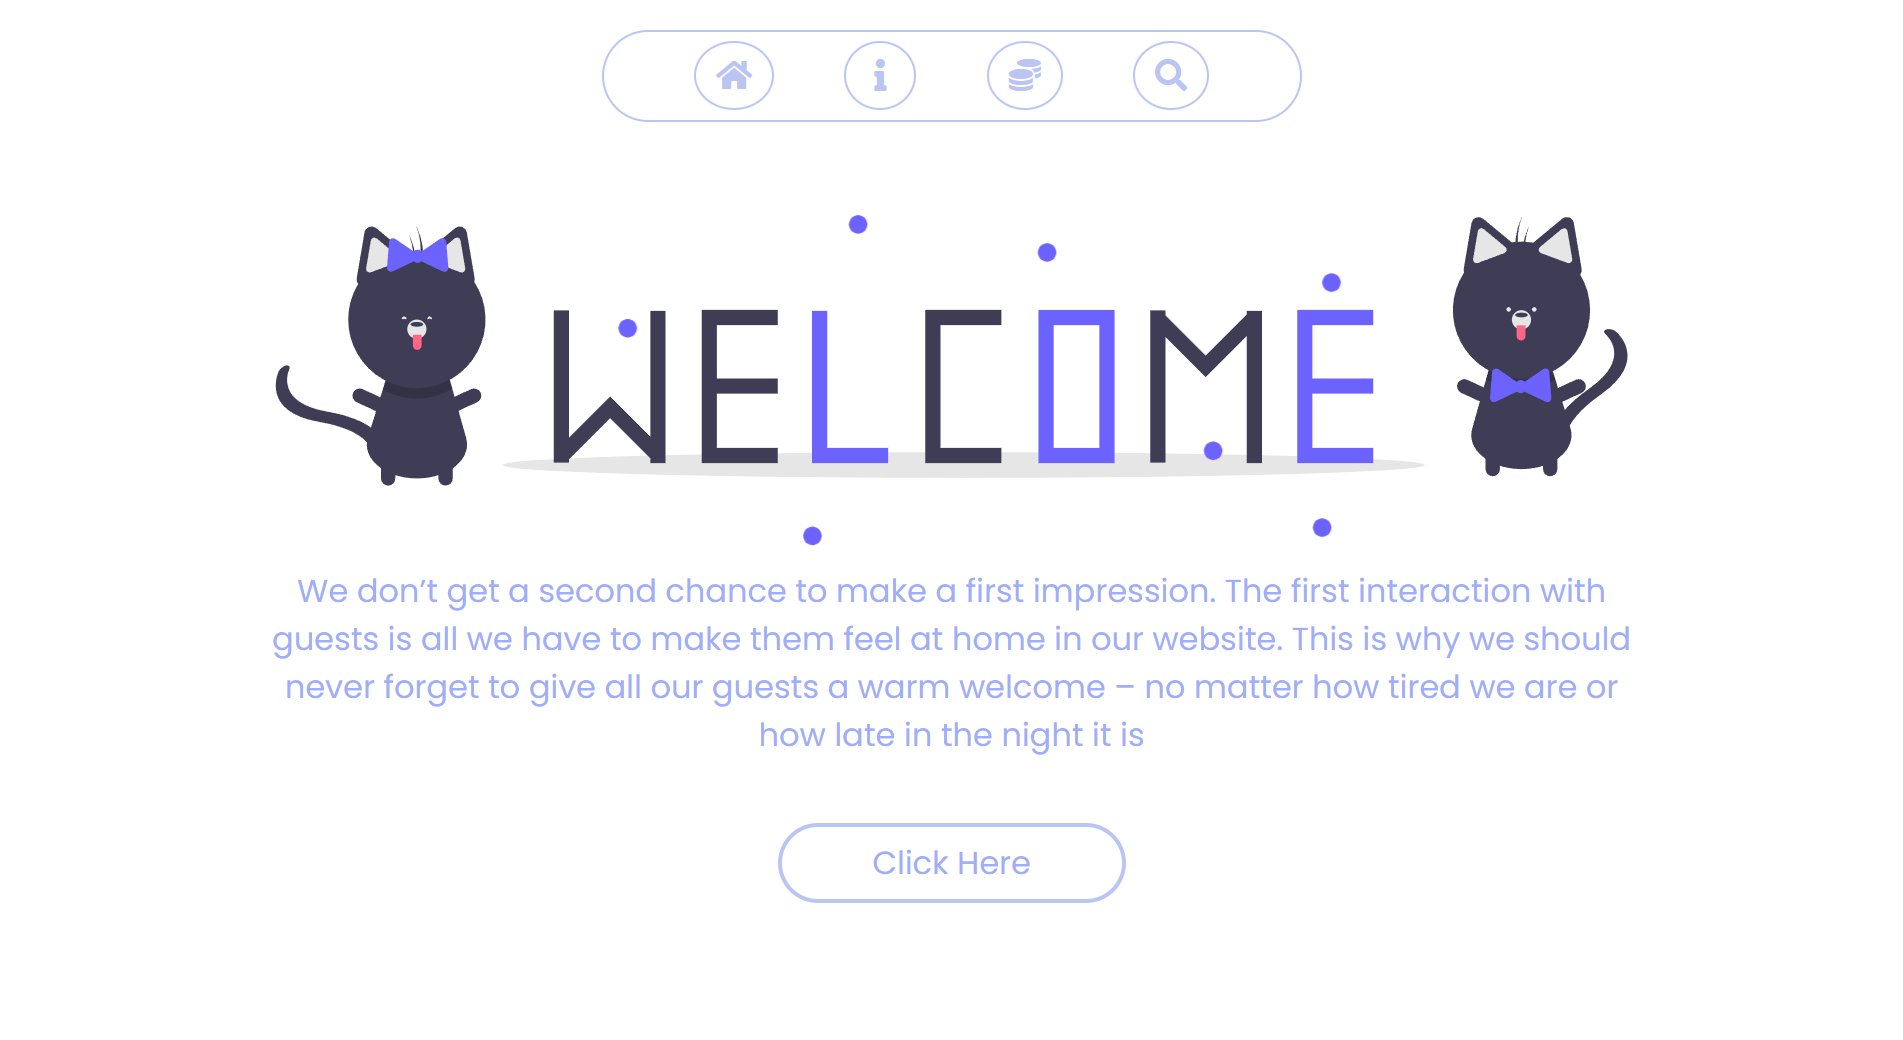 WELCOME
We don’t get a second chance to make a first impression. The first interaction with
guests is all we have to make them feel at home in our website. This is why we should
never forget to give all our guests a warm welcome – no matter how tired we are or
how late in the night it is
Click Here